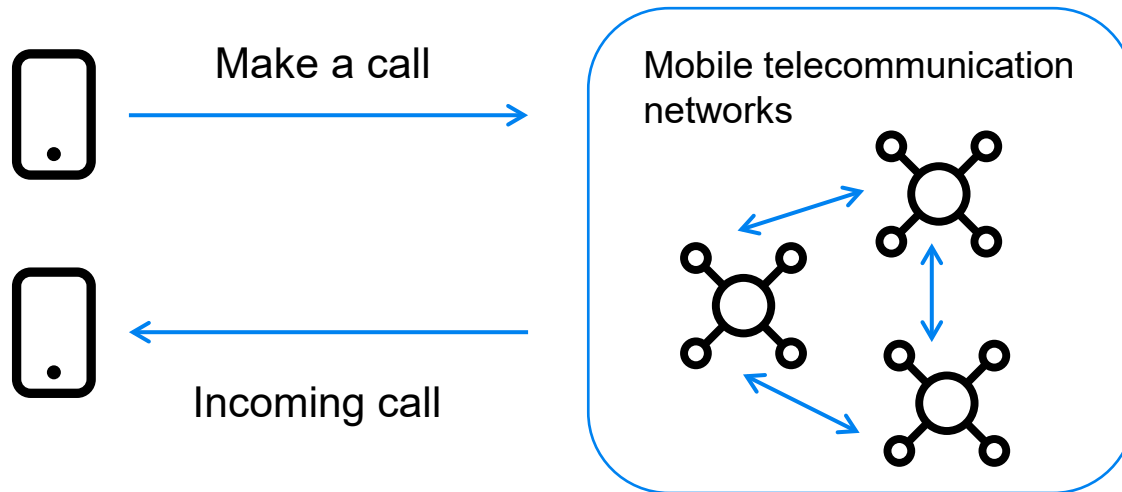 Make a call
Mobile telecommunication
networks
Incoming call